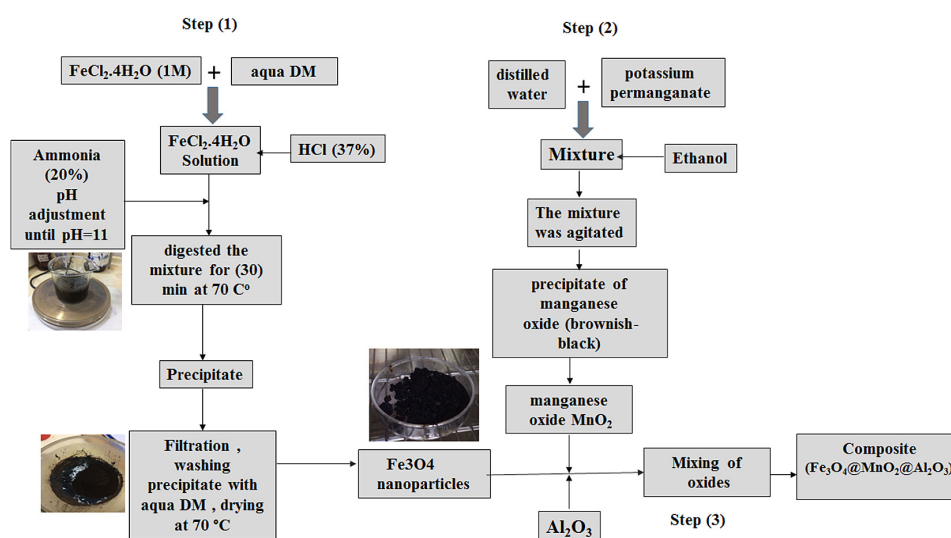 Step (1)
FeCl₂.4H₂O (1M)
+
aqua DM
FeCl₂.4H₂O
Solution
HCl (37%)
Ammonia
(20%)
pH
adjustment
until pH=11
digested the
mixture for (30)
min at 70 Cº
Precipitate
Filtration ,
washing
precipitate with
aqua DM , drying
at 70 °C
Fe3O4
nanoparticles
Step (2)
distilled
water
+
potassium
permanganate
Mixture
Ethanol
The mixture
was agitated
precipitate of
manganese
oxide (brownish-
black)
manganese
oxide MnO₂
Al₂O₃
Mixing of
oxides
Step (3)
Composite
(Fe₃O₄@MnO₂@Al₂O₃)